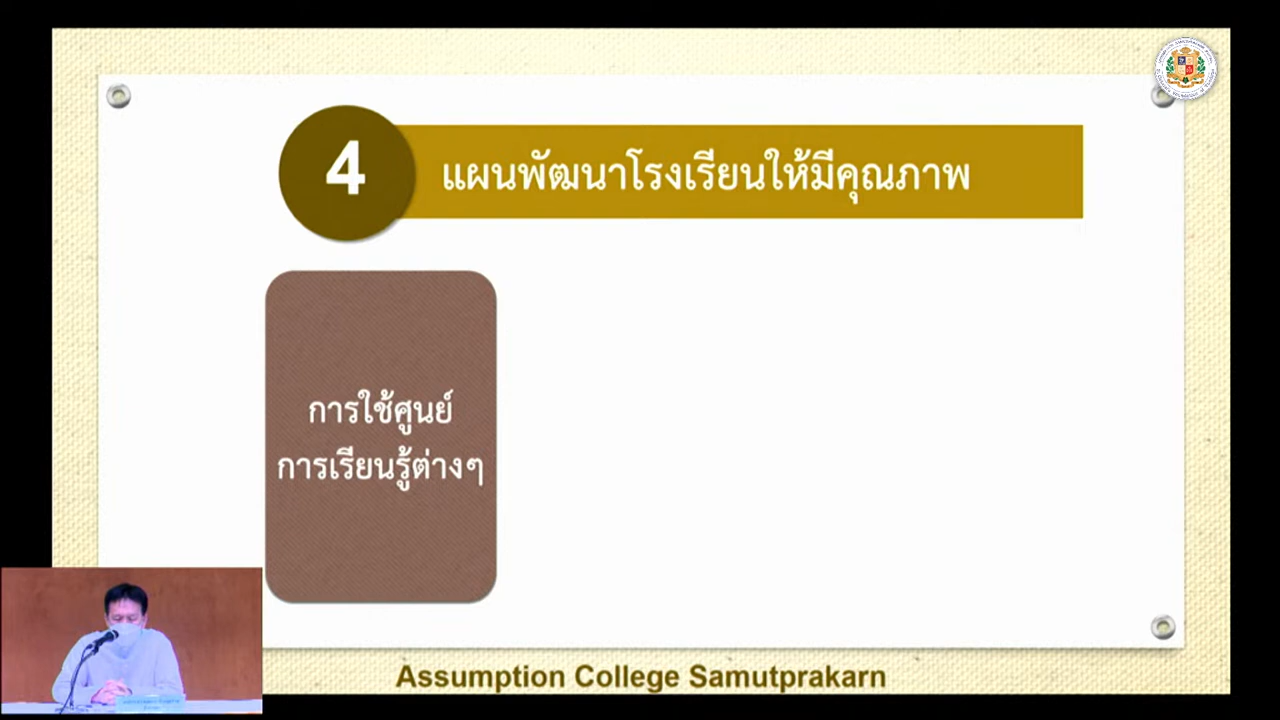 4
แผนพัฒนาโรงเรียนให้มีคุณภาพ
การใช้ศูนย์
การเรียนรู้ต่างๆ
Assumption College Samutprakarn